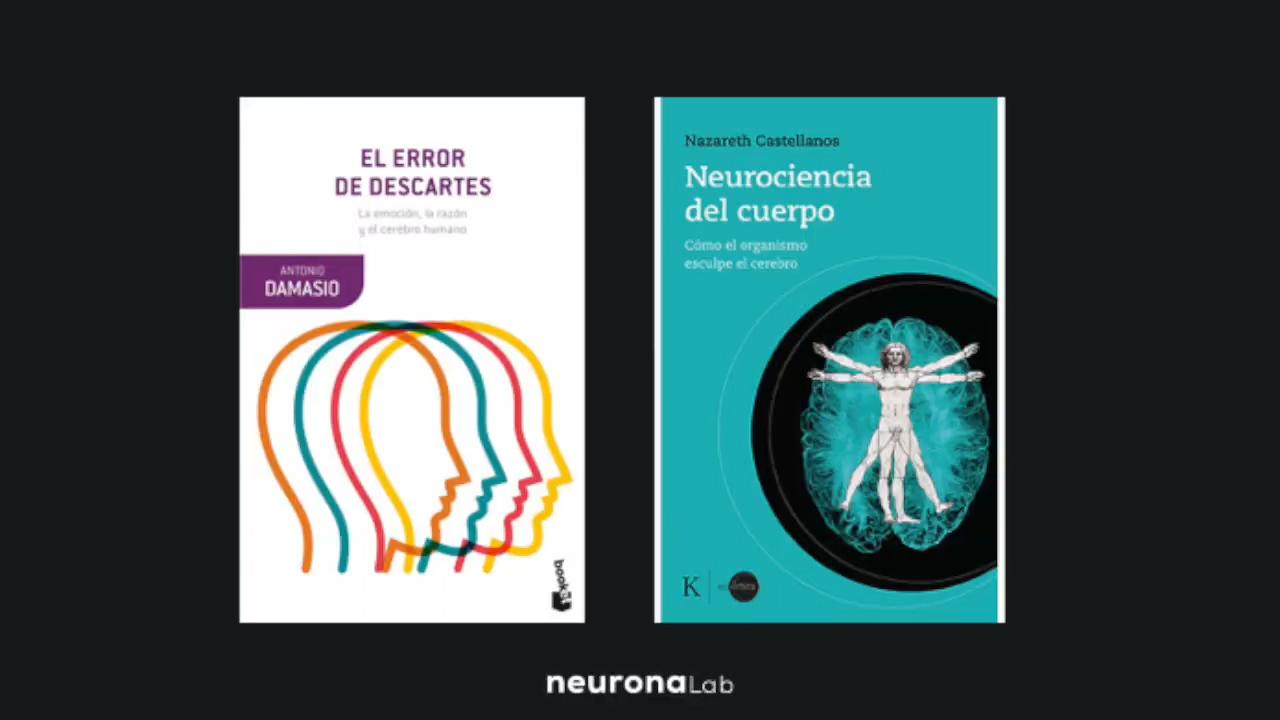 EL ERROR
DE DESCARTES
La emoción, la razón
y el cerebro humano
ANTONIO
DAMASIO
booket
Nazareth Castellanos
Neurociencia
del cuerpo
Cómo el organismo
esculpe el cerebro
K
neuronaLab